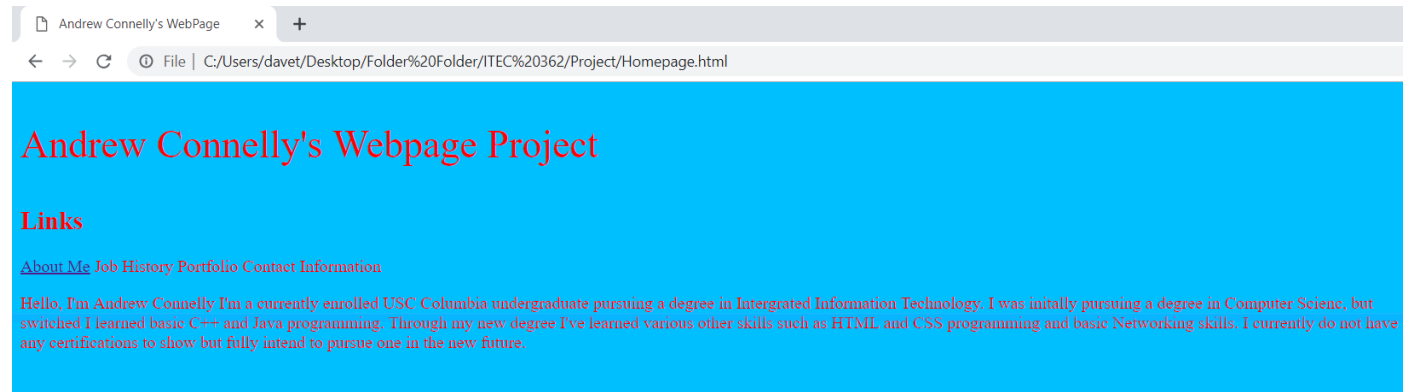 Andrew Connelly's WebPage
File | C:/Users/davet/Desktop/Folder%20Folder/ITEC%20362/Project/Homepage.html
Andrew Connelly's Webpage Project
Links
About Me Job History Portfolio Contact Information
Hello, I'm Andrew Connelly I'm a currently enrolled USC Columbia undergraduate pursuing a degree in Intergrated Information Technology. I was initally pursuing a degree in Computer Scienc, but
switched I learned basic C++ and Java programming. Through my new degree I've learned various other skills such as HTML and CSS programming and basic Networking skills. I currently do not have
any certifications to show but fully intend to pursue one in the new future.